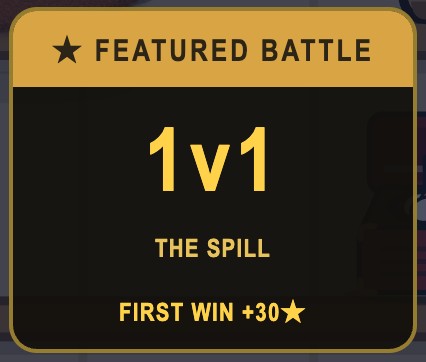 ★ FEATURED BATTLE
1v1
THE SPILL
FIRST WIN +30★